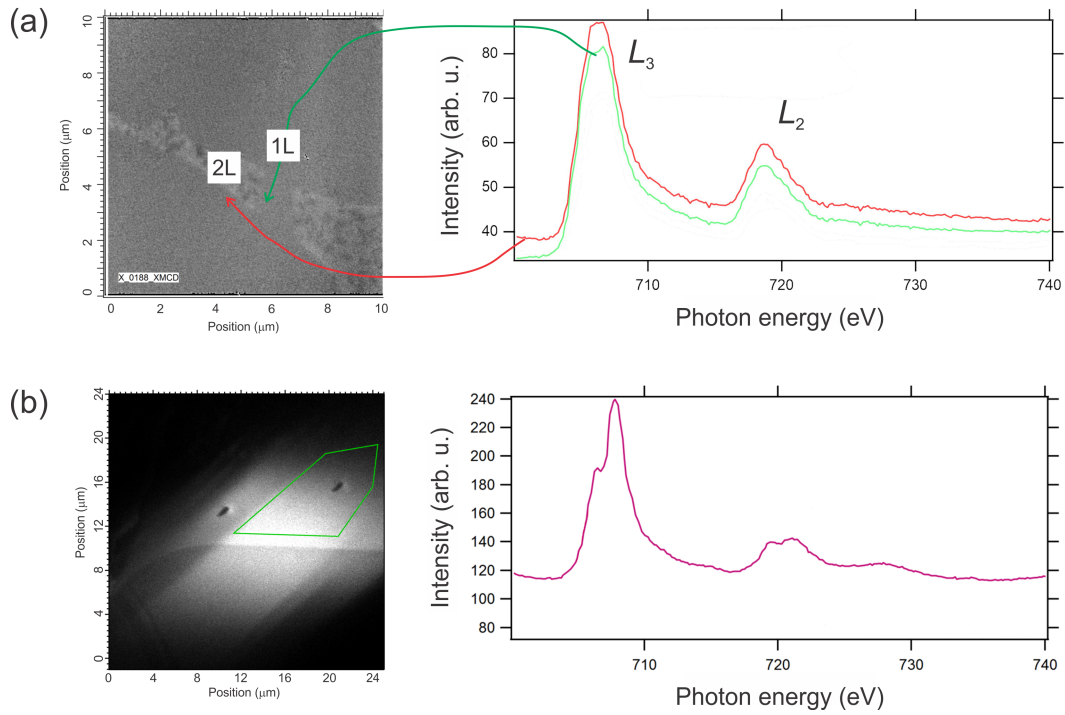 (a)
10
8
6
4
2
0
Position (μm)
2L
1L
X_0188_XMCD
0 2 4 6 8 10
Position (μm)
80
70
60
50
40
Intensity (arb. u.)
L3
L2
710 720 730 740
Photon energy (eV)
(b)
24
20
16
12
8
4
0
Position (μm)
0 4 8 12 16 20 24
Position (μm)
240
220
200
180
160
140
120
100
80
Intensity (arb. u.)
710 720 730 740
Photon energy (eV)